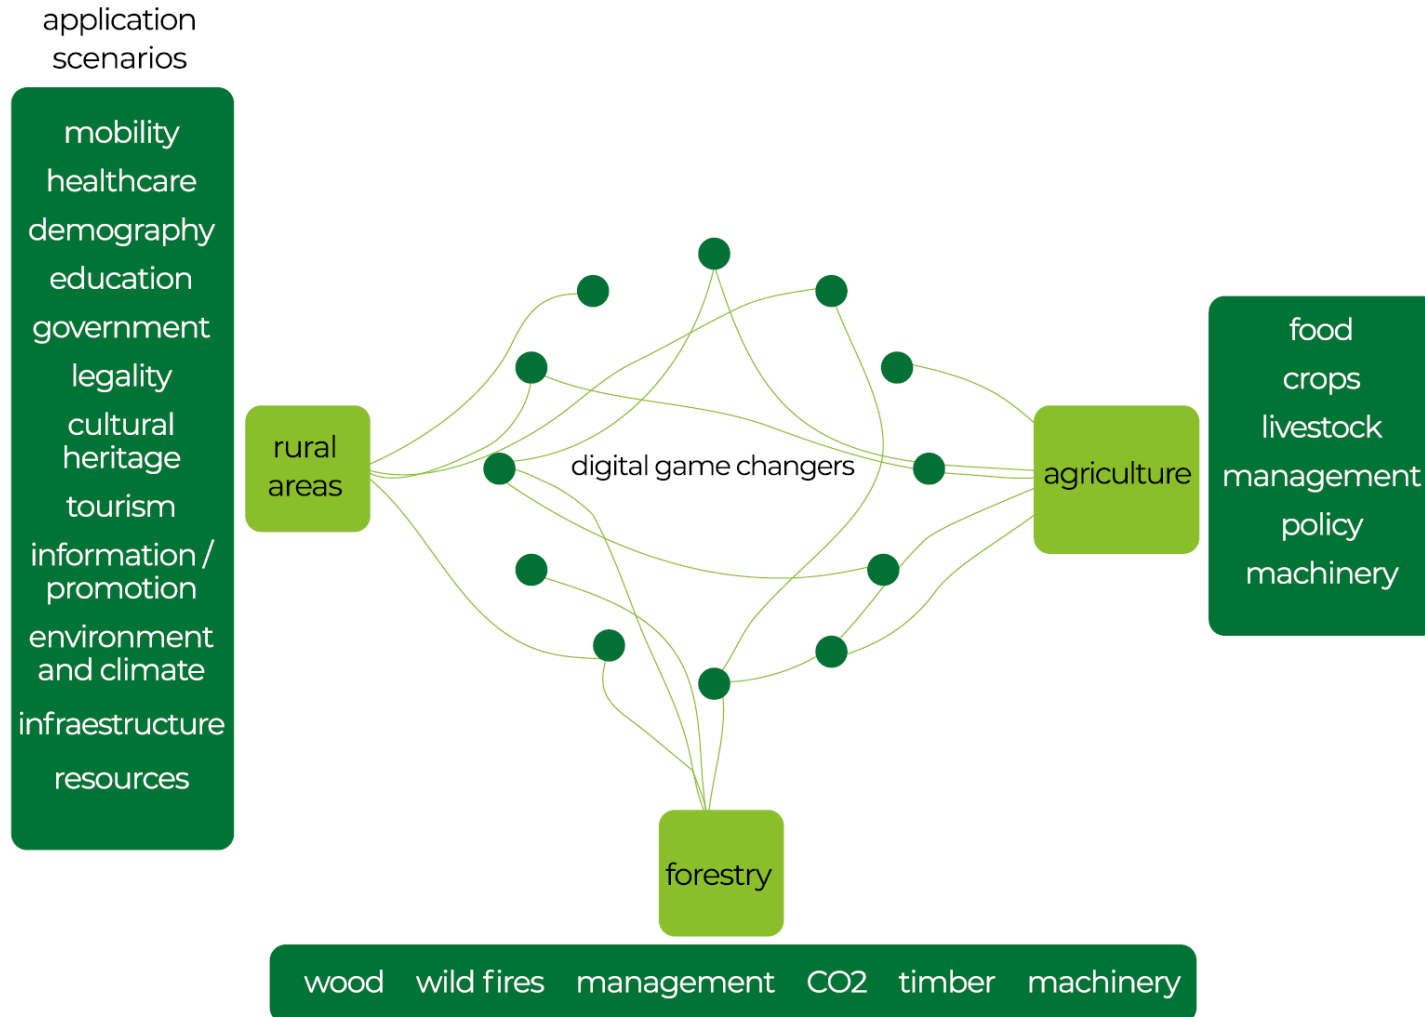 application
scenarios
mobility
healthcare
demography
education
government
legality
cultural
heritage
tourism
information /
promotion
environment
and climate
infraestructure
resources
rural
areas
digital game changers
agriculture
food
crops
livestock
management
policy
machinery
forestry
wood wild fires management CO2 timber machinery